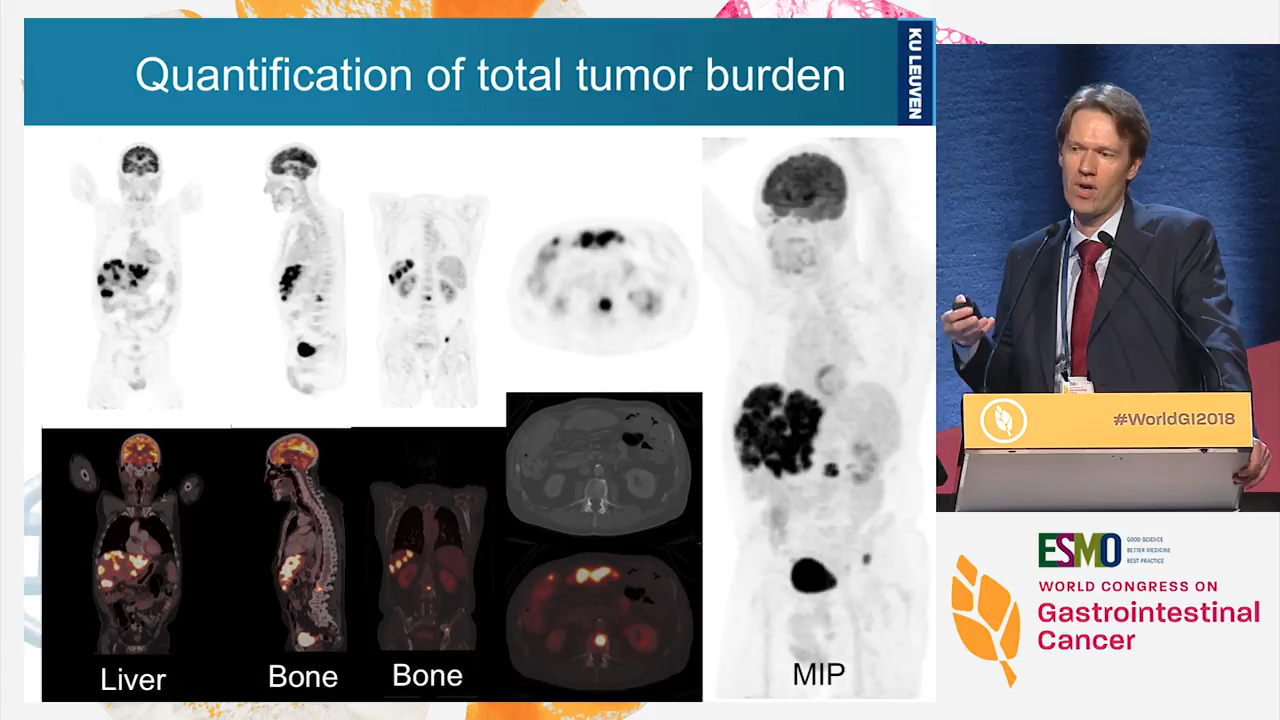 Quantification of total tumor burden
KU LEUVEN
Liver
Bone
Bone
MIP
#WorldGI2018
ESMO
GOOD SCIENCE
BETTER MEDICINE
BEST PRACTICE
WORLD CONGRESS ON
Gastrointestinal
Cancer